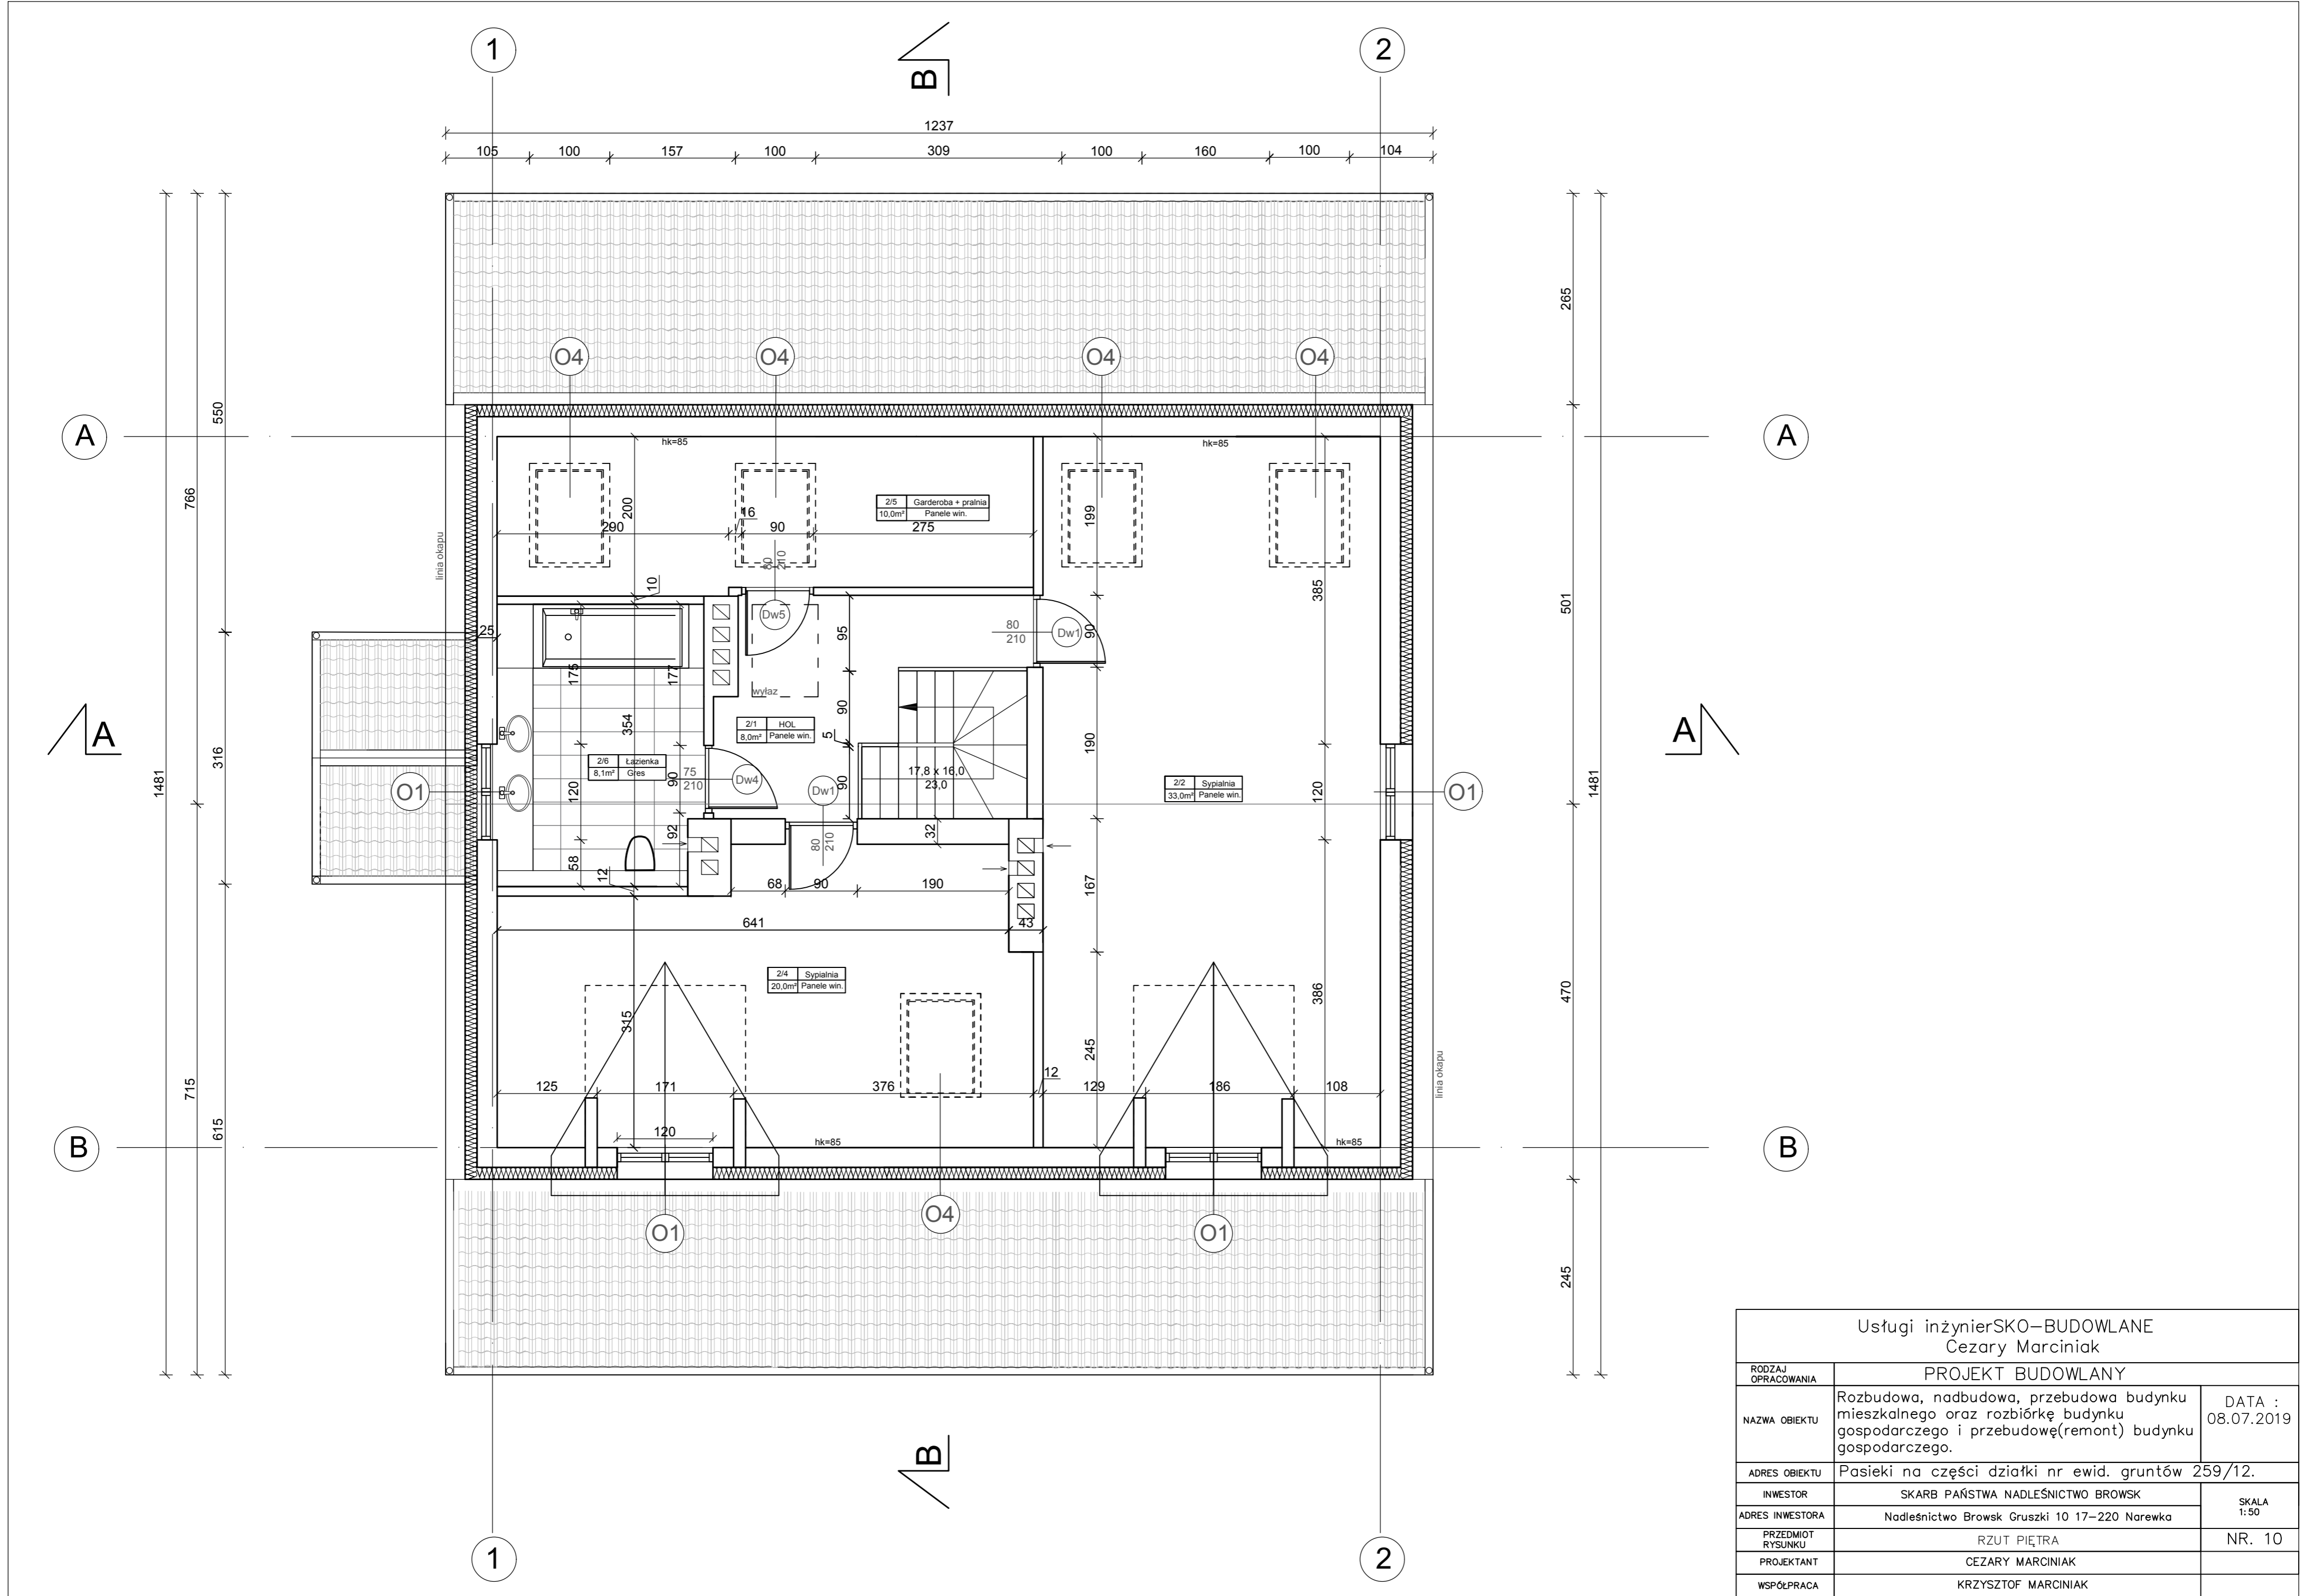 1
2
B
1237
105 100 157 100 309 100 160 100 104
O4
O4
O4
O4
A
A
hk=85
hk=85
2/5 Garderoba + pralnia
10,0m² Panele win.
200
16
290 90 275
199
80
210
10
385
linia okapu
Dw5
25
95
80
210
Dw1
90
175
177
wyłaz
354
90
2/1 HOL
8,0m² Panele win.
5
190
A
A
2/6 Łazienka
8,1m² Gres
75
210
Dw4
90
120
Dw1
90
17,8 x 16,0
23,0
2/2 Sypialnia
33,0m² Panele win.
120
O1
O1
92
80
210
32
58
12
68 90 190
167
641 43
2/4 Sypialnia
20,0m² Panele win.
315
386
245
12
125 171 376 129 186 108
linia okapu
120
hk=85
hk=85
B
B
O1
O4
O1
1481
766
715
550
316
615
265
501
470
245
1481
B
1
2
Usługi inżynierSKO-BUDOWLANE
Cezary Marciniak
RODZAJ
OPRACOWANIA
PROJEKT BUDOWLANY
NAZWA OBIEKTU
Rozbudowa, nadbudowa, przebudowa budynku
mieszkalnego oraz rozbiórkę budynku
gospodarczego i przebudowę(remont) budynku
gospodarczego.
DATA :
08.07.2019
ADRES OBIEKTU Pasieki na części działki nr ewid. gruntów 259/12.
INWESTOR SKARB PAŃSTWA NADLEŚNICTWO BROWSK
SKALA
1:50
ADRES INWESTORA Nadleśnictwo Browsk Gruszki 10 17-220 Narewka
PRZEDMIOT
RYSUNKU
RZUT PIĘTRA
NR. 10
PROJEKTANT CEZARY MARCINIAK
WSPÓŁPRACA KRZYSZTOF MARCINIAK